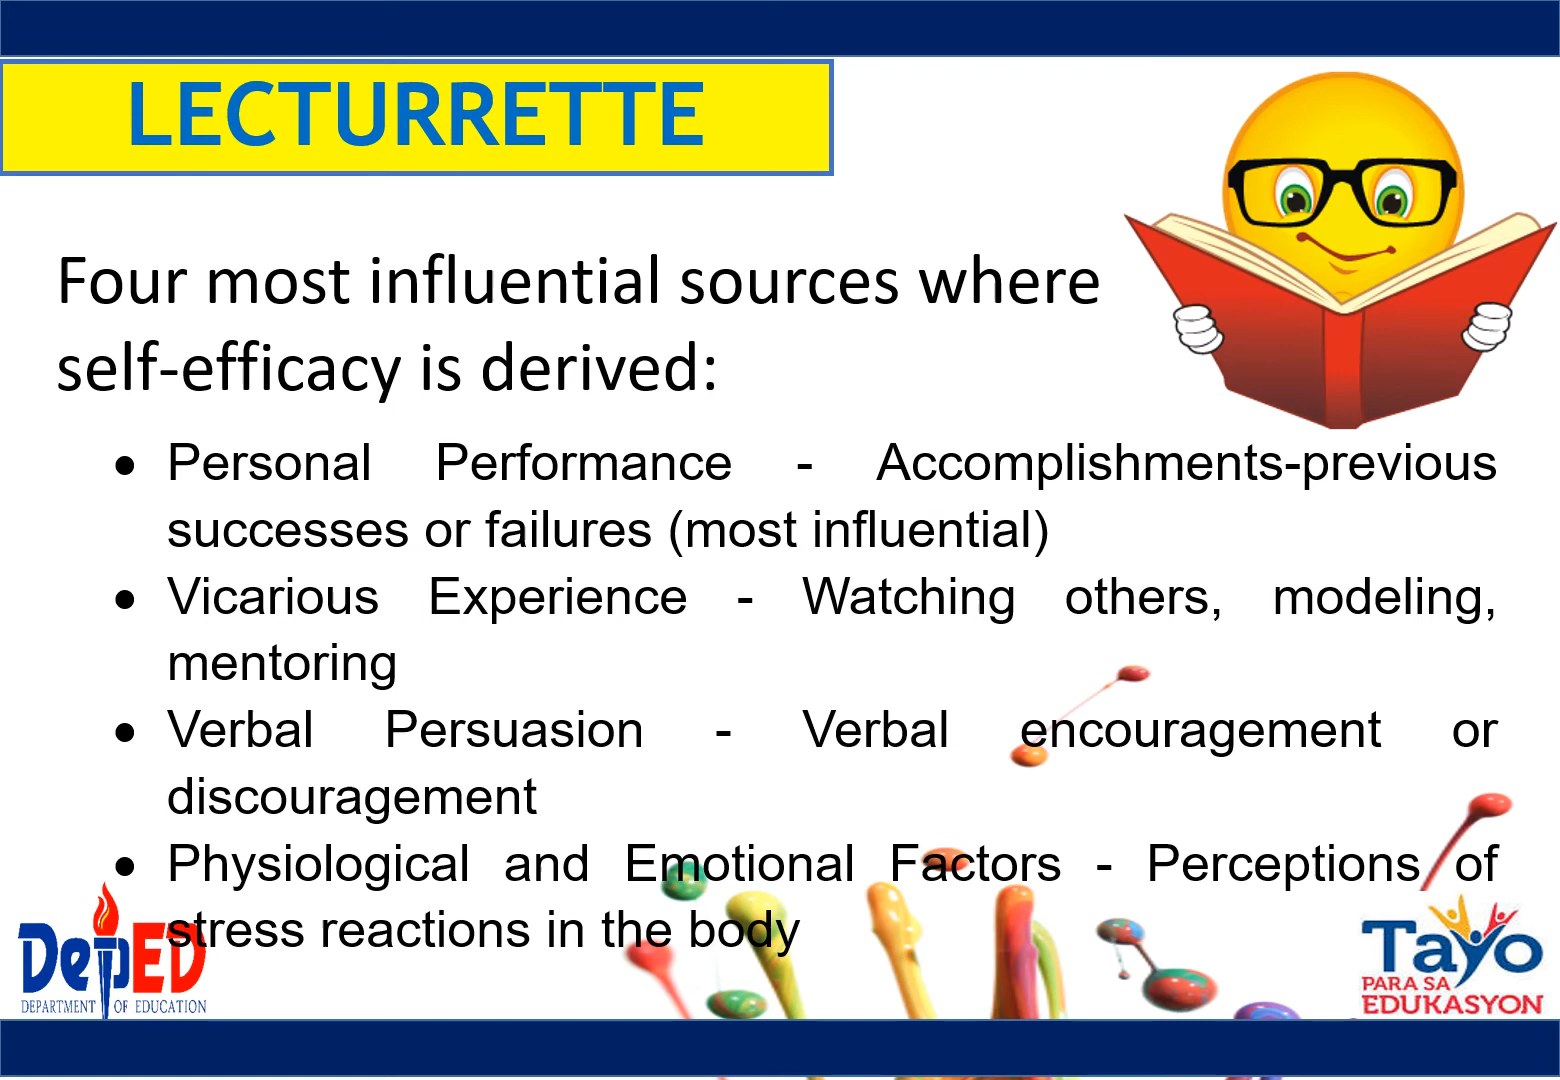 LECTURRETTE
Four most influential sources where
self-efficacy is derived:
• Personal Performance - Accomplishments-previous
successes or failures (most influential)
• Vicarious Experience - Watching others, modeling,
mentoring
• Verbal Persuasion - Verbal encouragement or
discouragement
• Physiological and Emotional Factors - Perceptions of
stress reactions in the body
DepED
DEPARTMENT OF EDUCATION
Tayo
PARA SA
EDUKASYON